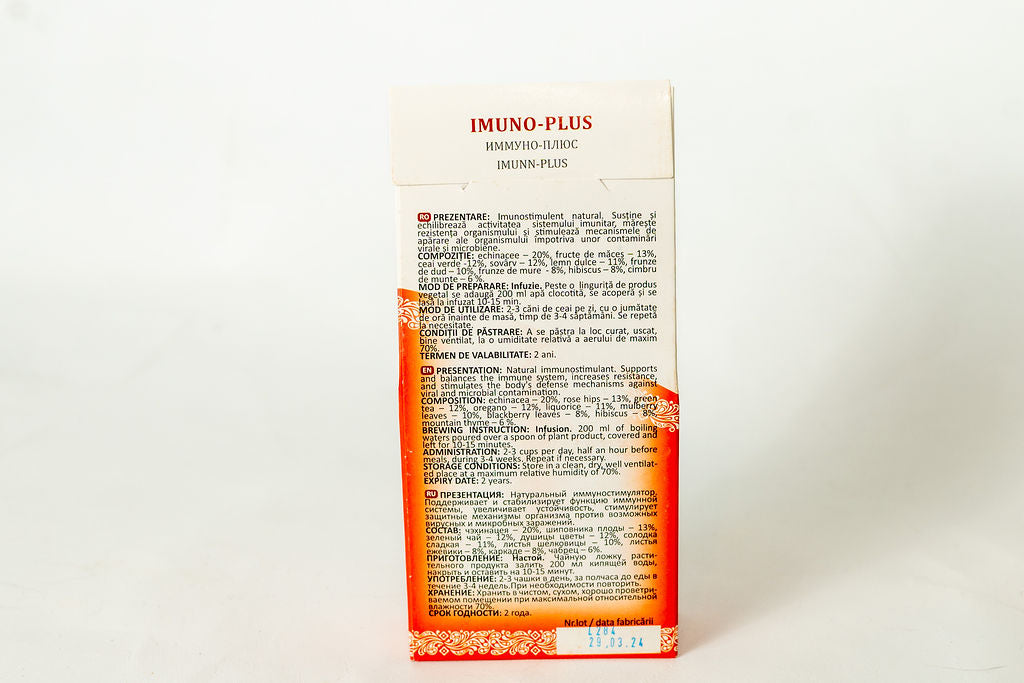 IMUNO-PLUS
ИММУНО-ПЛЮС
IMUNN-PLUS
RO PREZENTARE: Imunostimulent natural. Susține și
echilibrează activitatea sistemului imunitar, mărește
rezistența organismului și stimulează mecanismele de
apărare ale organismului împotriva unor contaminări
virale și microbiene.
COMPOZIȚIE: echinacee – 20%, fructe de măceș – 13%,
ceai verde -12%, sovârv – 12%, lemn dulce – 11%, frunze
de dud – 10%, frunze de mure - 8%, hibiscus – 8%, cimbru
de munte – 6 %.
MOD DE PREPARARE: Infuzie. Peste o linguriță de produs
vegetal se adaugă 200 ml apă clocotită, se acoperă și se
lasă la infuzat 10-15 min.
MOD DE UTILIZARE: 2-3 căni de ceai pe zi, cu o jumătate
de oră înainte de masă, timp de 3-4 săptămâni. Se repetă
la necesitate.
CONDIȚII DE PĂSTRARE: A se păstra la loc curat, uscat,
bine ventilat, la o umiditate relativă a aerului de maxim
70%.
TERMEN DE VALABILITATE: 2 ani.
EN PRESENTATION: Natural immunostimulant. Supports
and balances the immune system, increases resistance,
and stimulates the body's defense mechanisms against
viral and microbial contamination.
COMPOSITION: echinacea – 20%, rose hips – 13%, green
tea – 12%, oregano – 12%, liquorice – 11%, mulberry
leaves – 10%, blackberry leaves – 8%, hibiscus – 8%,
mountain thyme – 6 %.
BREWING INSTRUCTION: Infusion. 200 ml of boiling
waters poured over a spoon of plant product, covered and
left for 10-15 minutes.
ADMINISTRATION: 2-3 cups per day, half an hour before
meals, during 3-4 weeks. Repeat if necessary.
STORAGE CONDITIONS: Store in a clean, dry, well ventilat-
ed place at a maximum relative humidity of 70%.
EXPIRY DATE: 2 years.
RU ПРЕЗЕНТАЦИЯ: Натуральный иммуностимулятор.
Поддерживает и стабилизирует функцию иммунной
системы, увеличивает устойчивость, стимулирует
защитные механизмы организма против возможных
вирусных и микробных заражений.
СОСТАВ: эхинацея – 20%, шиповника плоды – 13%,
зеленый чай – 12%, душицы цветы – 12%, солодка
сладкая – 11%, листья шелковицы – 10%, листья
ежевики – 8%, каркаде – 8%, чабрец – 6%.
ПРИГОТОВЛЕНИЕ: Настой. Чайную ложку расти-
тельного продукта залить 200 мл кипящей воды,
накрыть и оставить на 10-15 минут.
УПОТРЕБЛЕНИЕ: 2-3 чашки в день, за полчаса до еды в
течение 3-4 недель.При необходимости повторить.
ХРАНЕНИЕ: Хранить в чистом, сухом, хорошо проветри-
ваемом помещении при максимальной относительной
влажности 70%.
СРОК ГОДНОСТИ: 2 года.
Nr.lot / data fabricării
L284
29.03.24